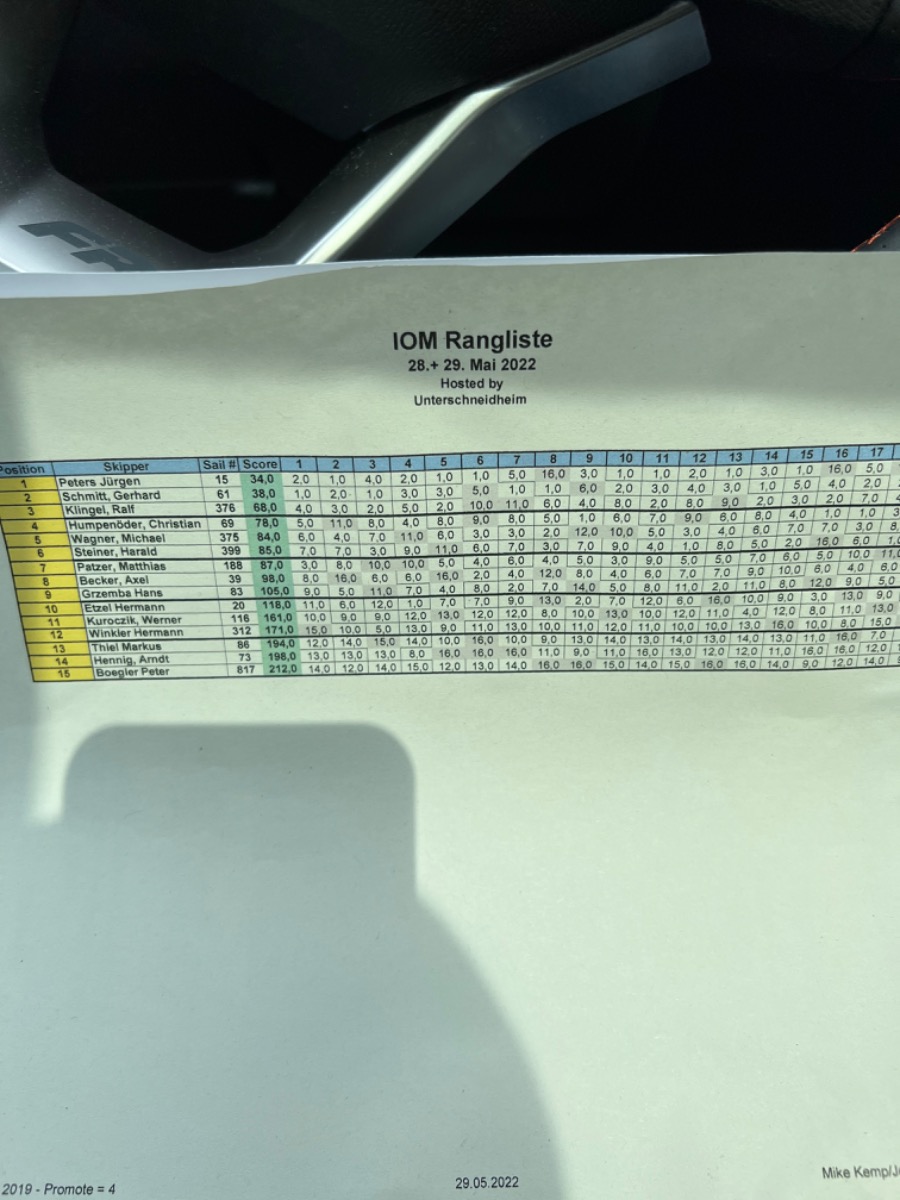 IOM Rangliste
28.+ 29. Mai 2022
Hosted by
Unterschneidheim
Position Skipper Sail # Score 1 2 3 4 5 6 7 8 9 10 11 12 13 14 15 16 17
1 Peters Jürgen 15 34,0 2,0 1,0 4,0 2,0 1,0 1,0 5,0 16,0 3,0 1,0 1,0 2,0 1,0 3,0 1,0 16,0 5,0
2 Schmitt, Gerhard 61 38,0 1,0 2,0 1,0 3,0 3,0 5,0 1,0 1,0 6,0 2,0 3,0 4,0 3,0 1,0 5,0 4,0 2,0
3 Klingel, Ralf 376 68,0 4,0 3,0 2,0 5,0 2,0 10,0 11,0 6,0 4,0 8,0 2,0 8,0 9,0 2,0 3,0 2,0 7,0
4 Humpenöder, Christian 69 78,0 5,0 11,0 8,0 4,0 8,0 9,0 8,0 5,0 1,0 6,0 7,0 9,0 6,0 8,0 4,0 1,0 1,0
5 Wagner, Michael 375 84,0 6,0 4,0 7,0 11,0 6,0 3,0 3,0 2,0 12,0 10,0 5,0 3,0 4,0 6,0 7,0 7,0 3,0
6 Steiner, Harald 399 85,0 7,0 7,0 3,0 9,0 11,0 6,0 7,0 3,0 7,0 9,0 4,0 1,0 8,0 5,0 2,0 16,0 6,0
7 Patzer, Matthias 188 87,0 3,0 8,0 10,0 10,0 5,0 4,0 6,0 4,0 5,0 3,0 9,0 5,0 5,0 7,0 6,0 5,0 10,0
8 Becker, Axel 39 98,0 8,0 16,0 6,0 6,0 16,0 2,0 4,0 12,0 8,0 4,0 6,0 7,0 7,0 9,0 10,0 6,0 4,0
9 Grzemba Hans 83 105,0 9,0 5,0 11,0 7,0 4,0 8,0 2,0 7,0 14,0 5,0 8,0 11,0 2,0 11,0 8,0 12,0 9,0
10 Etzel Hermann 20 118,0 11,0 6,0 12,0 1,0 7,0 7,0 9,0 13,0 2,0 7,0 12,0 6,0 16,0 10,0 9,0 3,0 13,0
11 Kuroczik, Werner 116 161,0 10,0 9,0 9,0 12,0 13,0 12,0 12,0 8,0 10,0 13,0 10,0 12,0 11,0 4,0 12,0 8,0 11,0
12 Winkler Hermann 312 171,0 15,0 10,0 5,0 13,0 9,0 11,0 13,0 10,0 11,0 12,0 11,0 10,0 10,0 13,0 16,0 10,0 8,0
13 Thiel Markus 86 194,0 12,0 14,0 15,0 14,0 10,0 16,0 10,0 9,0 13,0 14,0 13,0 14,0 13,0 14,0 13,0 11,0 16,0
14 Hennig, Arndt 73 198,0 13,0 13,0 13,0 8,0 16,0 16,0 16,0 11,0 9,0 11,0 16,0 13,0 12,0 12,0 11,0 16,0 16,0
15 Boegler Peter 817 212,0 14,0 12,0 14,0 15,0 12,0 13,0 14,0 16,0 16,0 15,0 14,0 15,0 16,0 16,0 14,0 9,0 12,0
2019 - Promote = 4
29.05.2022
Mike Kemp/